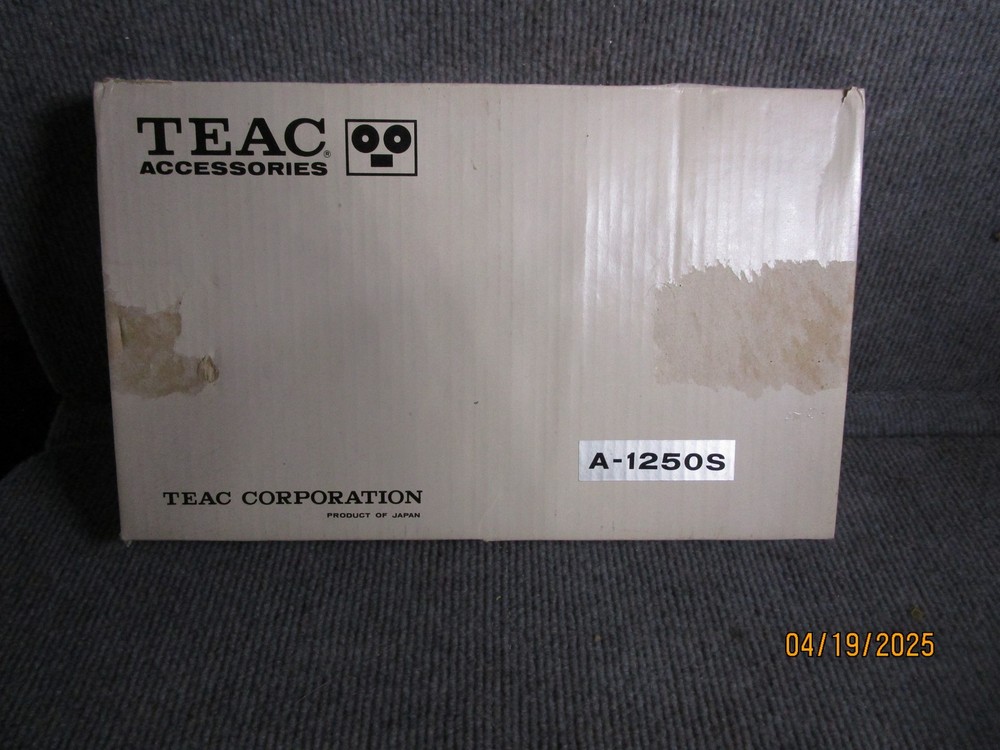 TEAC®
ACCESSORIES
A-1250S
TEAC CORPORATION
PRODUCT OF JAPAN
04/19/2025